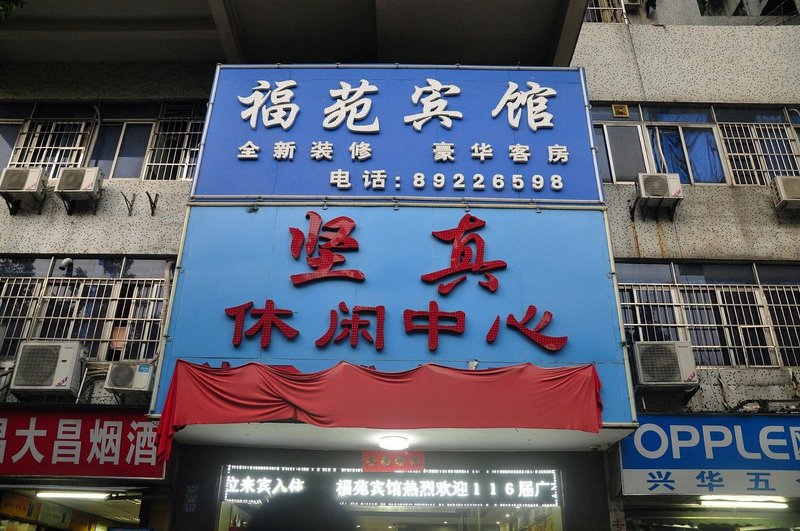 福苑宾馆
全新装修 豪华客房
电话:89226598
坚真
休闲中心
昌大昌烟酒
OPPLE
兴华五
位来宾入住 福苑宾馆热烈欢迎116届广